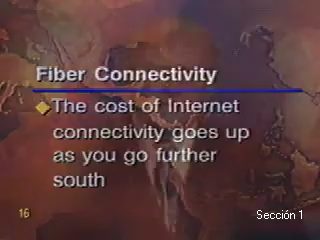 Fiber Connectivity
The cost of Internet
connectivity goes up
as you go further
south
16
Sección 1